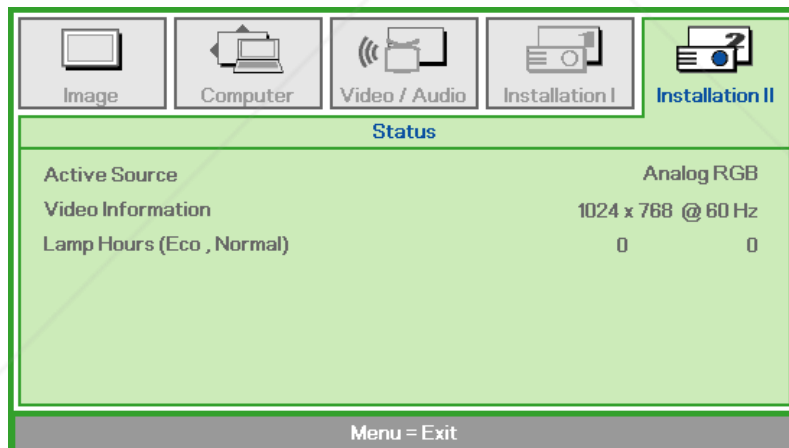 Image Computer Video / Audio Installation I Installation II
Status
Active Source Analog RGB
Video Information 1024 x 768 @ 60 Hz
Lamp Hours (Eco , Normal) 0 0
Menu = Exit